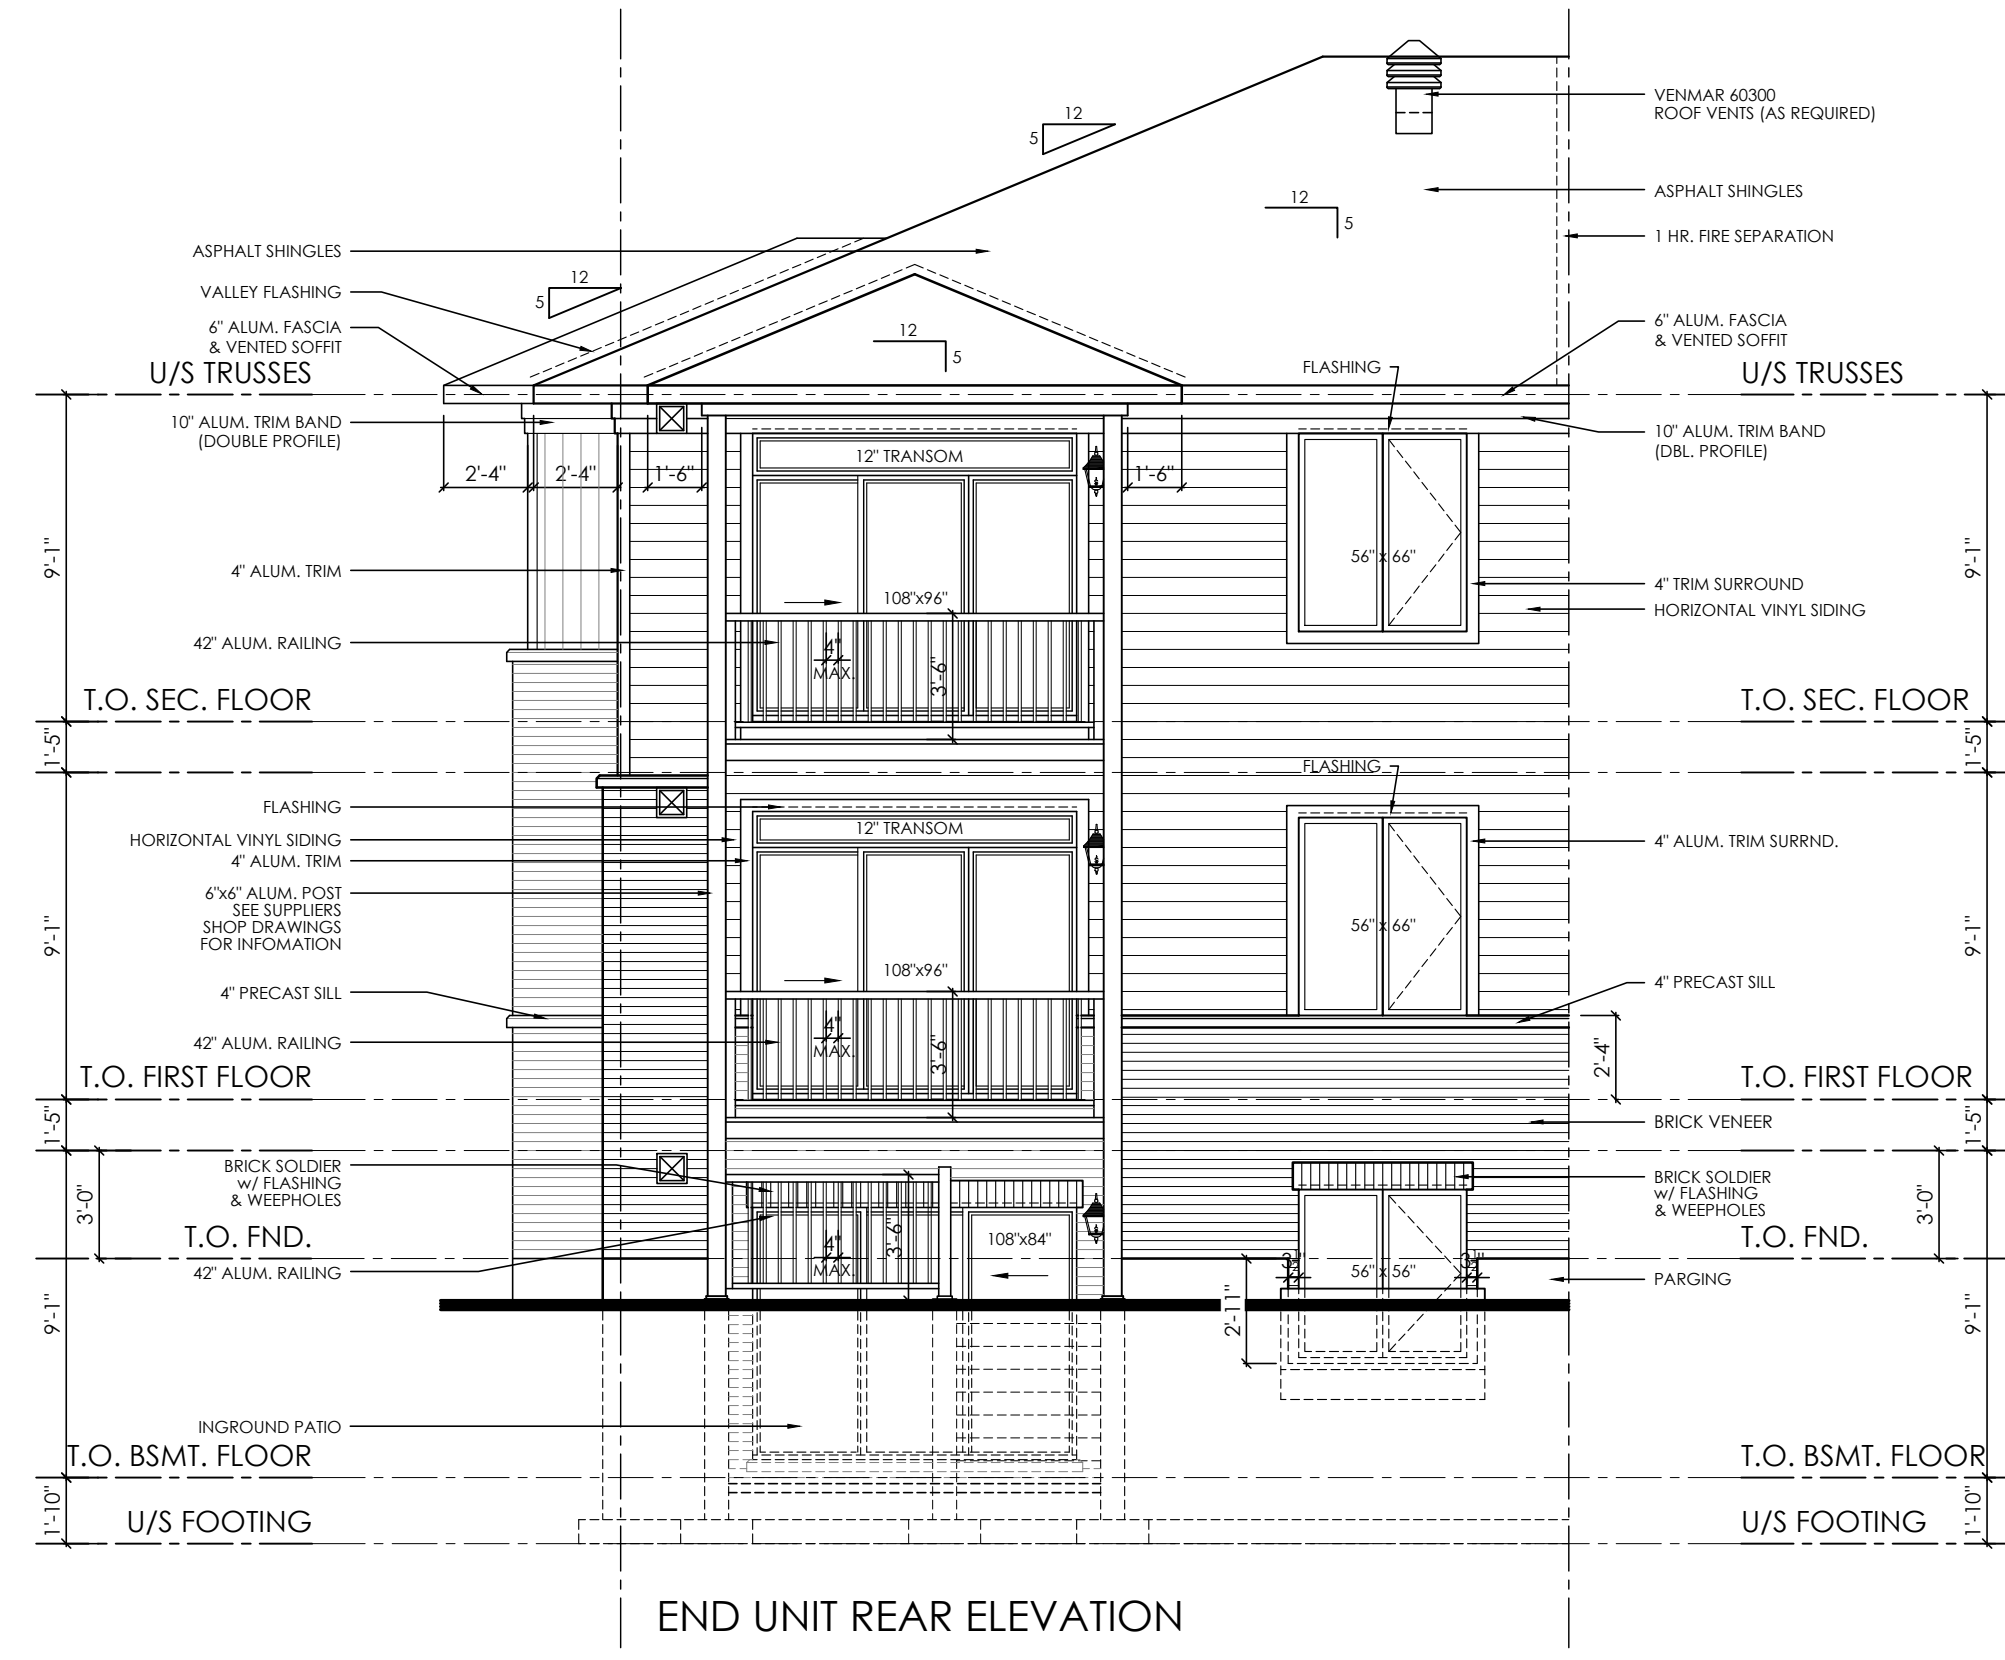 12
5
VENMAR 60300
ROOF VENTS (AS REQUIRED)
ASPHALT SHINGLES
12
5
1 HR. FIRE SEPARATION
ASPHALT SHINGLES
VALLEY FLASHING
12
5
6" ALUM. FASCIA
& VENTED SOFFIT
12
5
6" ALUM. FASCIA
& VENTED SOFFIT
U/S TRUSSES
FLASHING
U/S TRUSSES
10" ALUM. TRIM BAND
(DOUBLE PROFILE)
10" ALUM. TRIM BAND
(DBL. PROFILE)
12" TRANSOM
2'-4"
2'-4"
1'-6"
1'-6"
9'-1"
4" ALUM. TRIM
56" x 66"
9'-1"
4" TRIM SURROUND
108"x96"
HORIZONTAL VINYL SIDING
42" ALUM. RAILING
4"
MAX.
3'-6"
T.O. SEC. FLOOR
T.O. SEC. FLOOR
1'-5"
1'-5"
FLASHING
FLASHING
12" TRANSOM
HORIZONTAL VINYL SIDING
4" ALUM. TRIM
4" ALUM. TRIM SURRND.
6"x6" ALUM. POST
SEE SUPPLIERS
SHOP DRAWINGS
FOR INFOMATION
9'-1"
56" x 66"
9'-1"
108"x96"
4" PRECAST SILL
4" PRECAST SILL
42" ALUM. RAILING
4"
MAX.
3'-6"
2'-4"
T.O. FIRST FLOOR
T.O. FIRST FLOOR
1'-5"
1'-5"
BRICK VENEER
BRICK SOLDIER
w/ FLASHING
& WEEPHOLES
BRICK SOLDIER
w/ FLASHING
& WEEPHOLES
3'-0"
3'-0"
T.O. FND.
4"
MAX.
3'-6"
108"x84"
T.O. FND.
42" ALUM. RAILING
3½"
56" x 56"
3½"
PARGING
9'-1"
2'-11"
9'-1"
INGROUND PATIO
T.O. BSMT. FLOOR
T.O. BSMT. FLOOR
1'-10"
1'-10"
U/S FOOTING
U/S FOOTING
END UNIT REAR ELEVATION